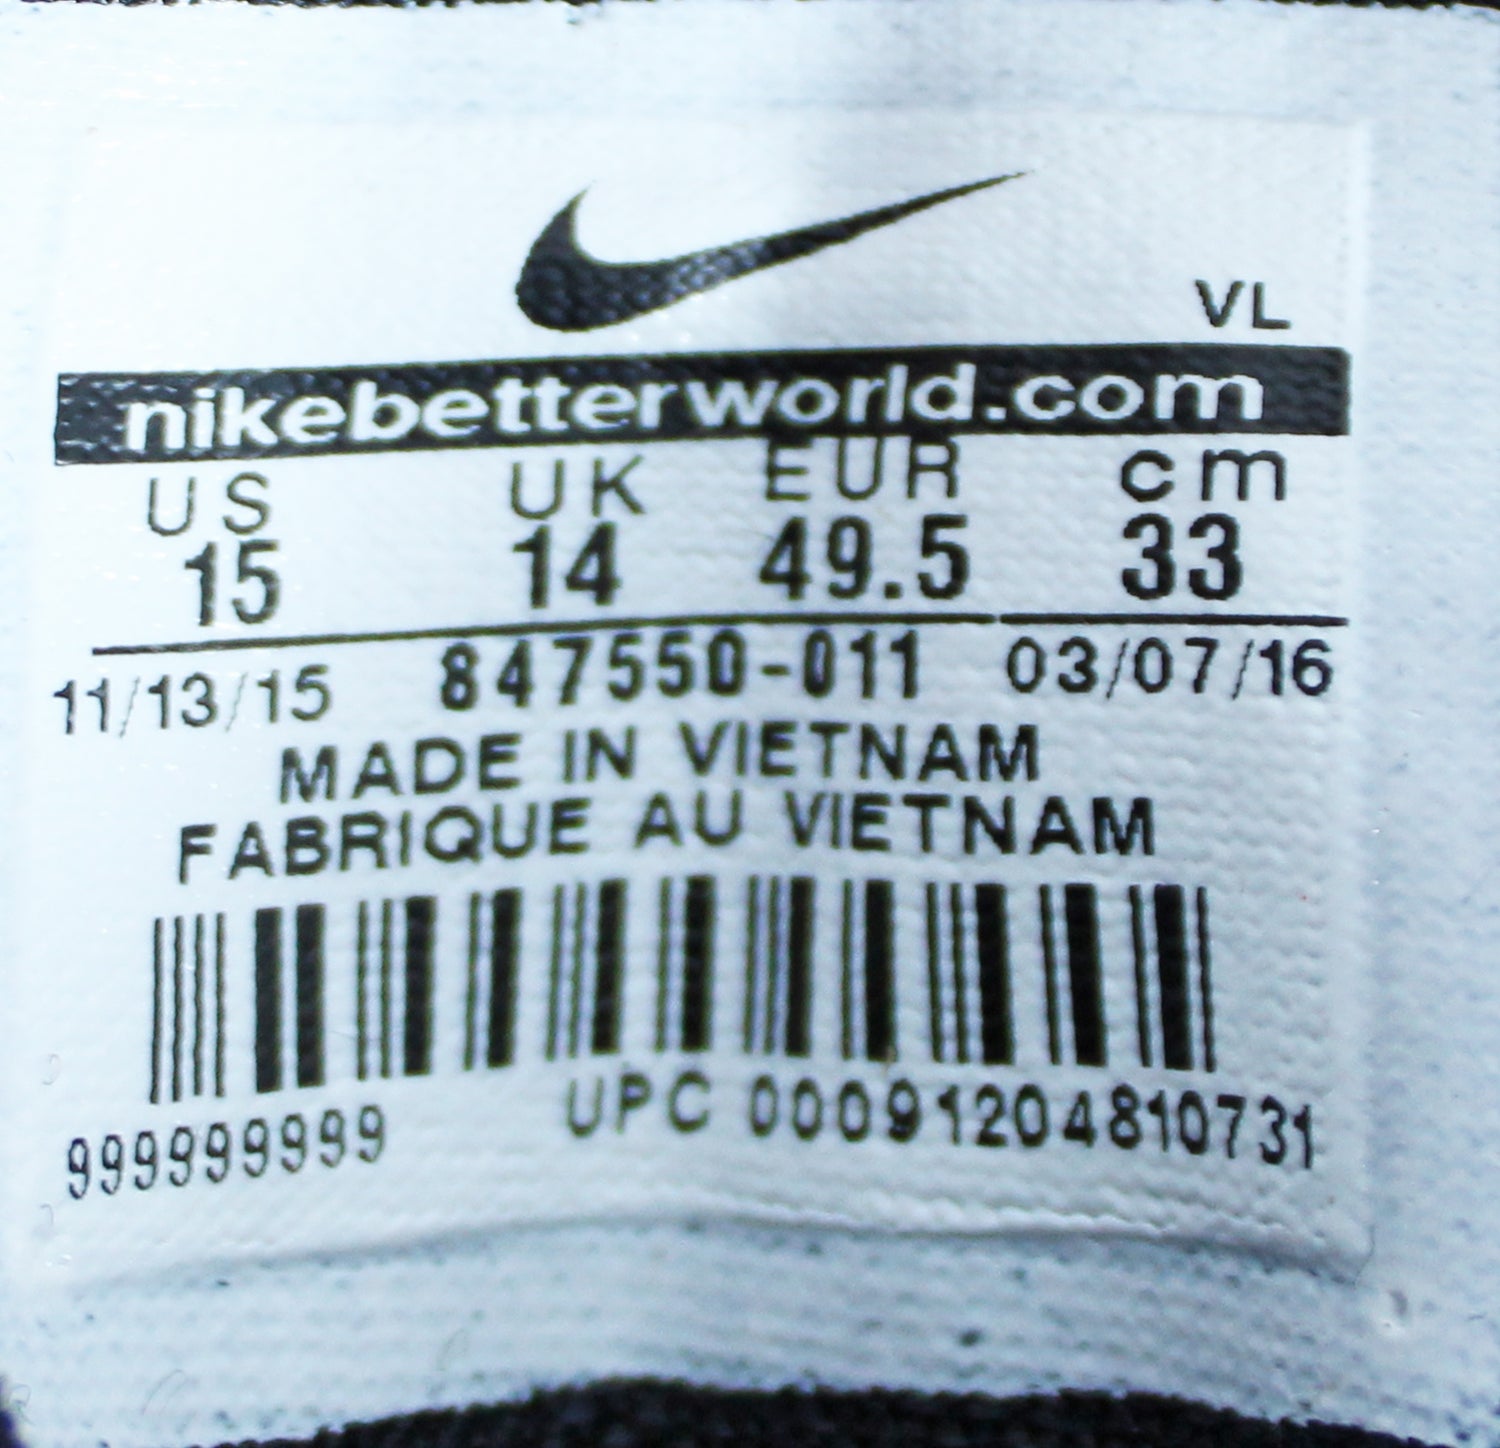 VL
nikebetterworld.com
US UK EUR cm
15 14 49.5 33
11/13/15 847550-011 03/07/16
MADE IN VIETNAM
FABRIQUE AU VIETNAM
999999999 UPC 00091204810731